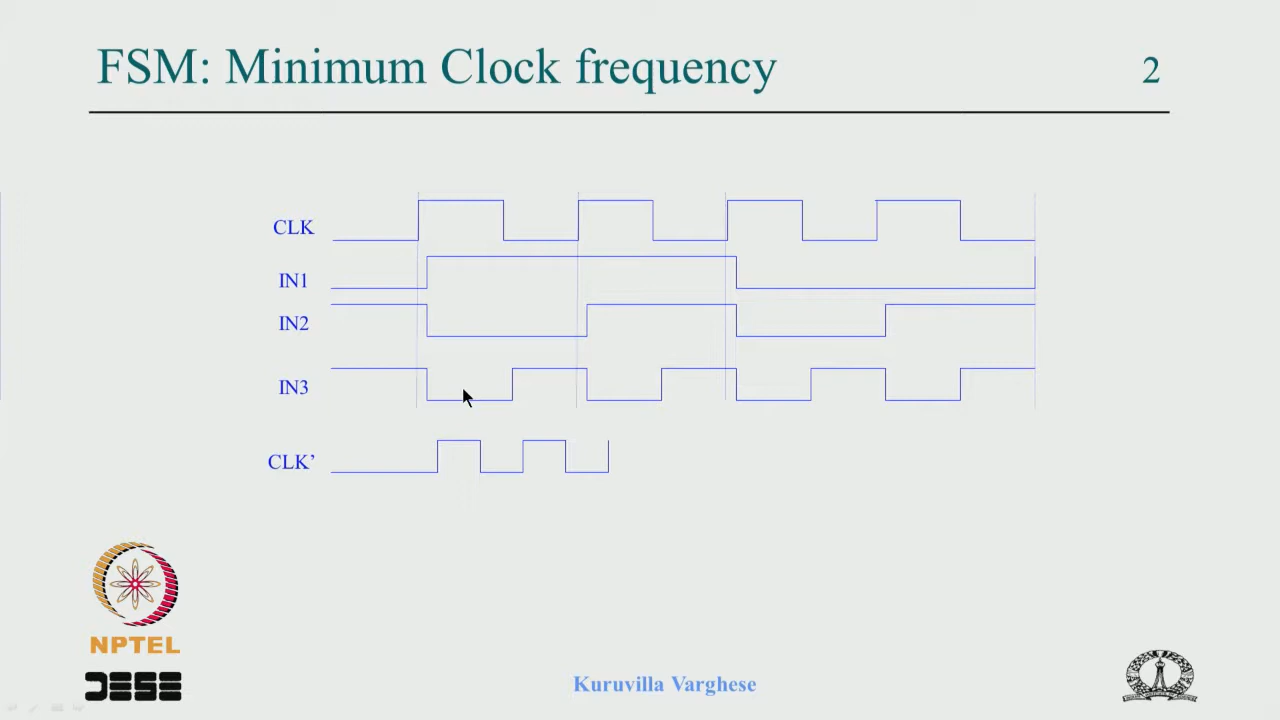 FSM: Minimum Clock frequency
2
CLK
IN1
IN2
IN3
CLK’
NPTEL
DESE
Kuruvilla Varghese